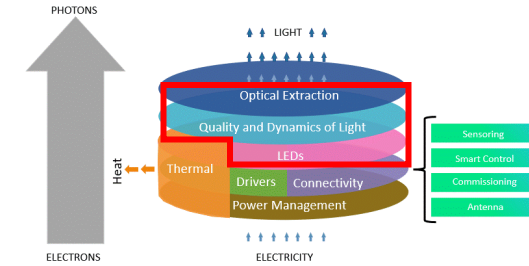 PHOTONS
LIGHT
Optical Extraction
Quality and Dynamics of Light
LEDs
Thermal
Heat
Drivers
Connectivity
Power Management
Sensoring
Smart Control
Commissioning
Antenna
ELECTRONS
ELECTRICITY